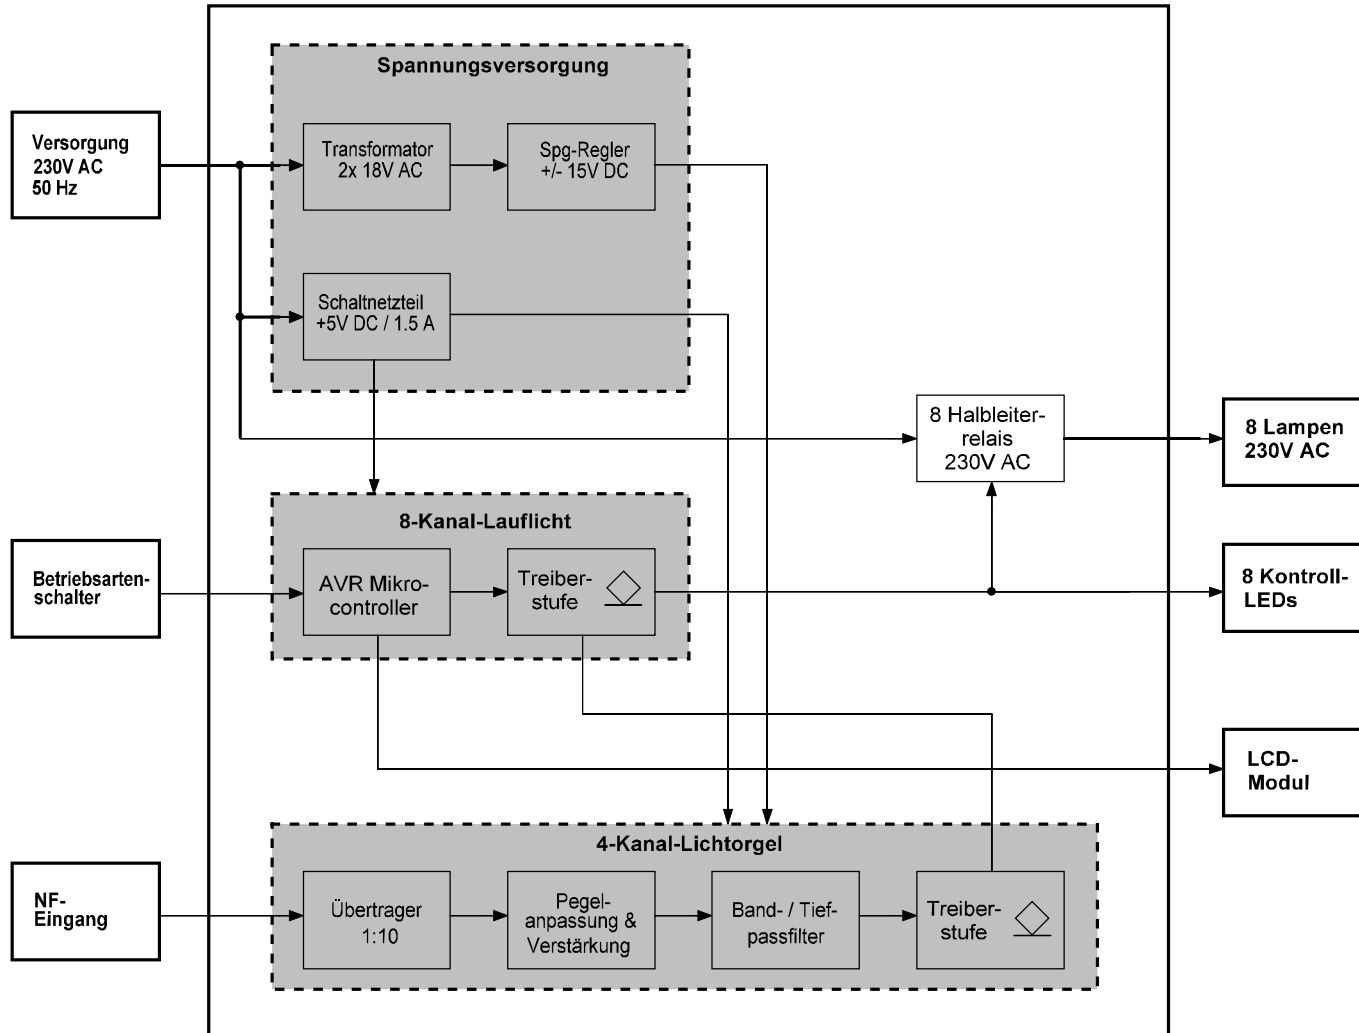 Spannungsversorgung
Versorgung
230V AC
50 Hz
Transformator
2x 18V AC
Spg-Regler
+/- 15V DC
Schaltnetzteil
+5V DC / 1.5 A
8 Halbleiter-
relais
230V AC
8 Lampen
230V AC
8-Kanal-Lauflicht
Betriebsarten-
schalter
AVR Mikro-
controller
Treiber-
stufe
8 Kontroll-
LEDs
LCD-
Modul
4-Kanal-Lichtorgel
NF-
Eingang
Übertrager
1:10
Pegel-
anpassung &
Verstärkung
Band- / Tief-
passfilter
Treiber-
stufe